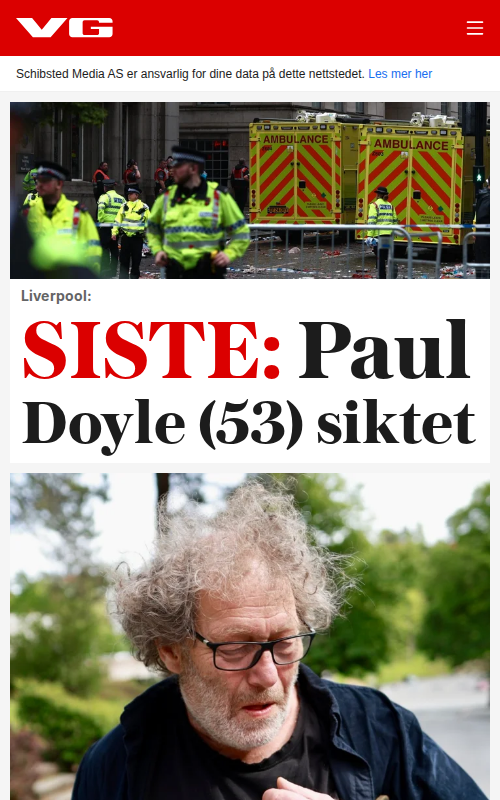 VG
Schibsted Media AS er ansvarlig for dine data på dette nettstedet. Les mer her
AMBULANCE
AMBULANCE
Liverpool:
SISTE: Paul
Doyle (53) siktet